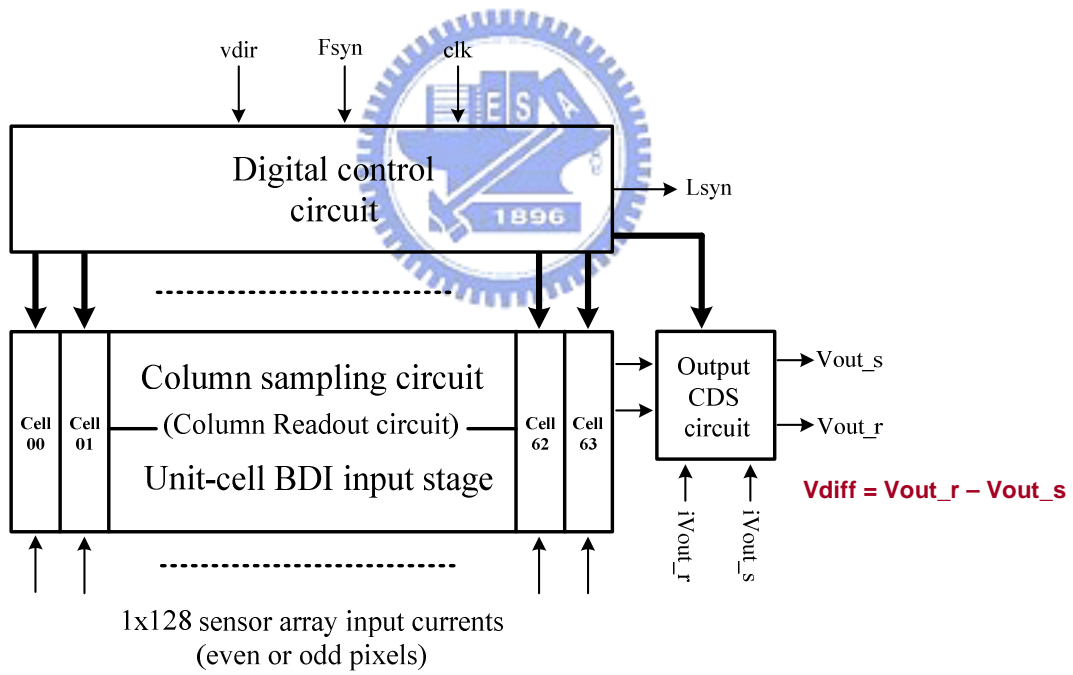 vdir
Fsyn
clk
E S A
1896
Digital control
circuit
Lsyn
Cell
00
Cell
01
Column sampling circuit
(Column Readout circuit)
Unit-cell BDI input stage
Cell
62
Cell
63
Output
CDS
circuit
Vout_s
Vout_r
Vdiff = Vout_r – Vout_s
iVout_r
iVout_s
1x128 sensor array input currents
(even or odd pixels)